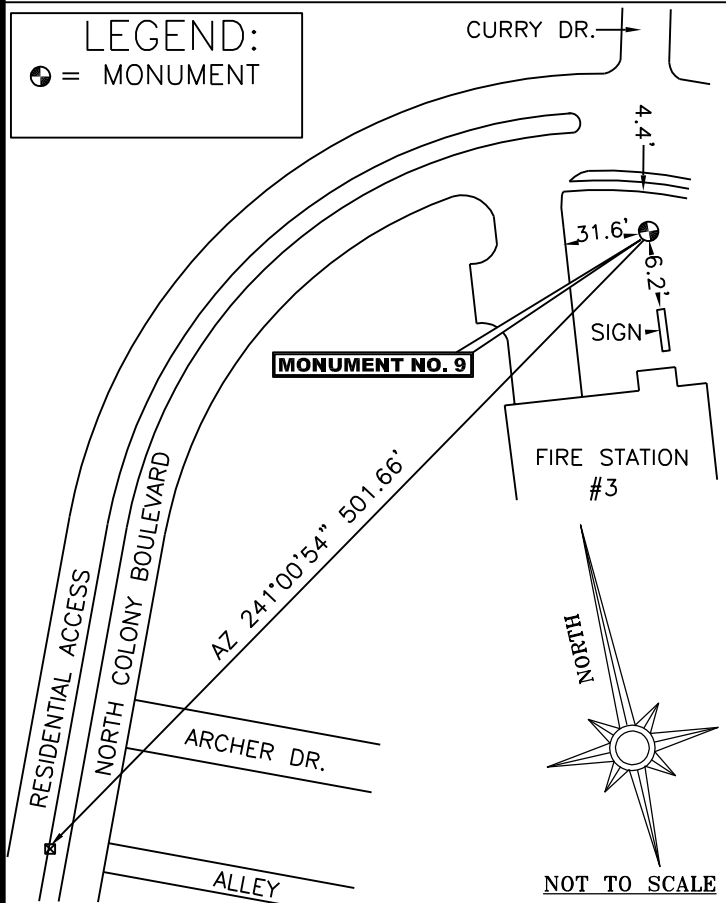 LEGEND:
= MONUMENT
CURRY DR.
4.4'
31.6'
6.2'
SIGN
MONUMENT NO. 9
FIRE STATION
#3
AZ 241°00'54" 501.66'
NORTH COLONY BOULEVARD
RESIDENTIAL ACCESS
NORTH
ARCHER DR.
ALLEY
NOT TO SCALE